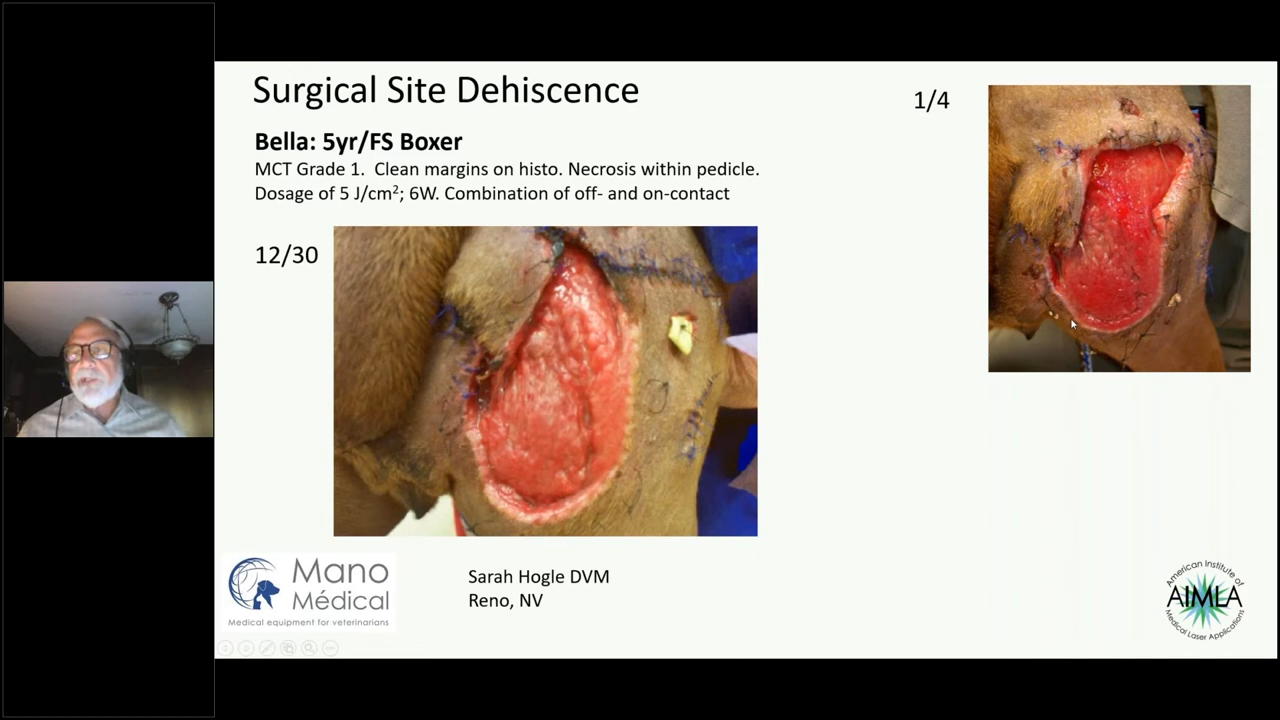 Surgical Site Dehiscence
1/4
Bella: 5yr/FS Boxer
MCT Grade 1.  Clean margins on histo. Necrosis within pedicle.
Dosage of 5 J/cm²; 6W. Combination of off- and on-contact
12/30
Mano
Médical
Medical equipment for veterinarians
Sarah Hogle DVM
Reno, NV
American Institute of
AIMLA
Medical Laser Applications